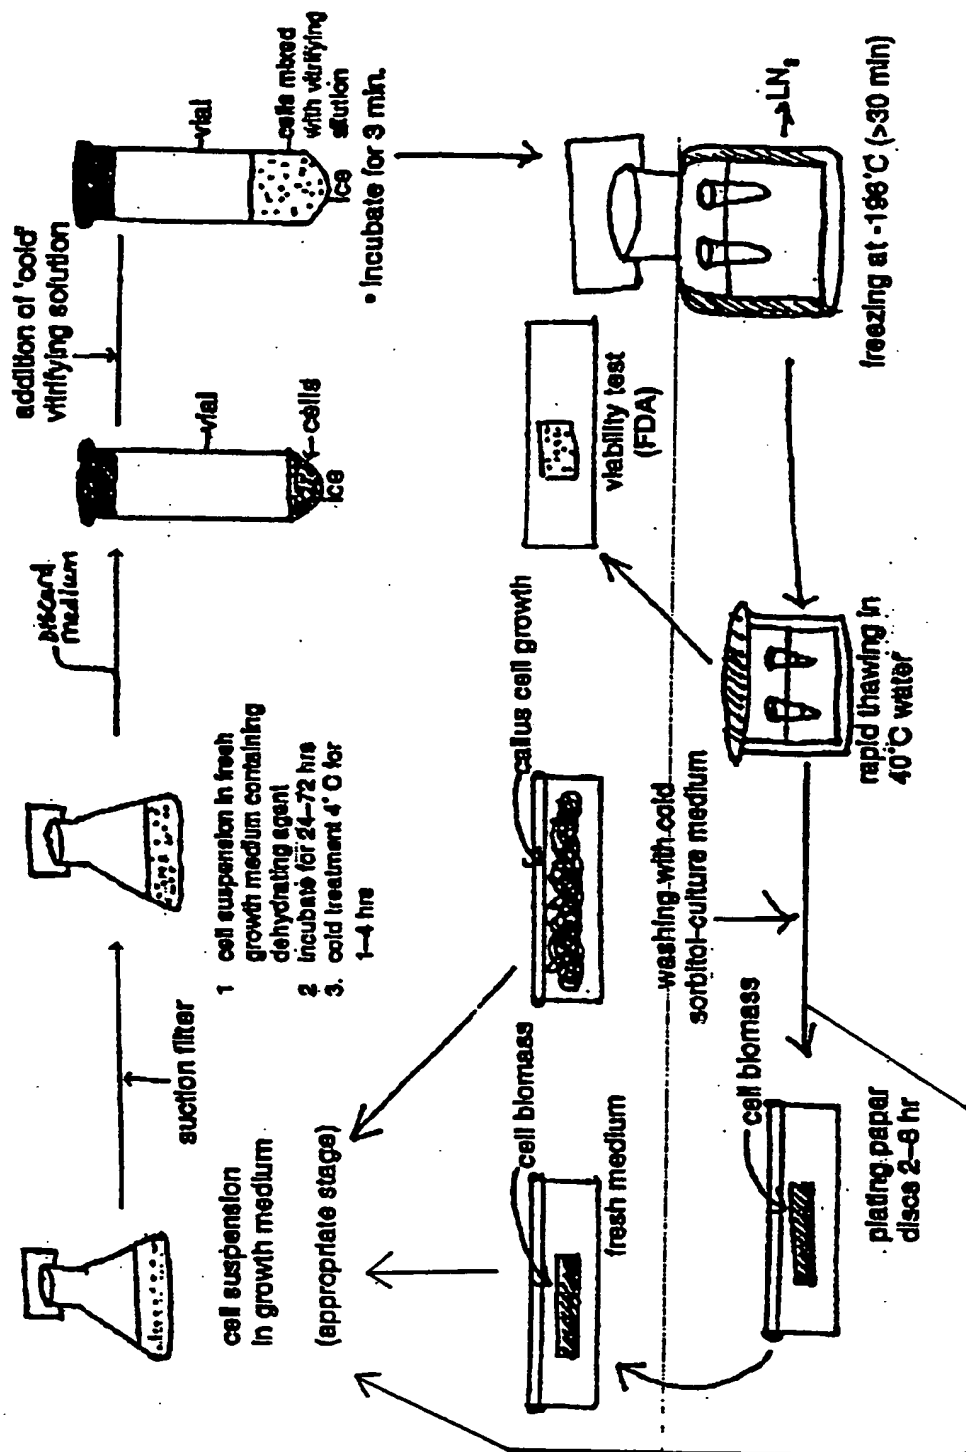 suction filter
Discard
medium
addition of 'cold'
vitrifying solution
cell suspension
in growth medium
(appropriate stage)
1 cell suspension in fresh
growth medium containing
dehydrating agent
2 incubate for 24–72 hrs
3. cold treatment 4°C for
1–4 hrs
vial
cells
ice
vial
cells mixed
with vitrifying
slution
ice
• incubate for 3 min.
cell biomass
fresh medium
callus cell growth
viability test
(FDA)
LN2
freezing at -196°C (>30 min)
rapid thawing in
40°C water
washing with cold
sorbitol-culture medium
cell biomass
plating paper
discs 2–8 hr